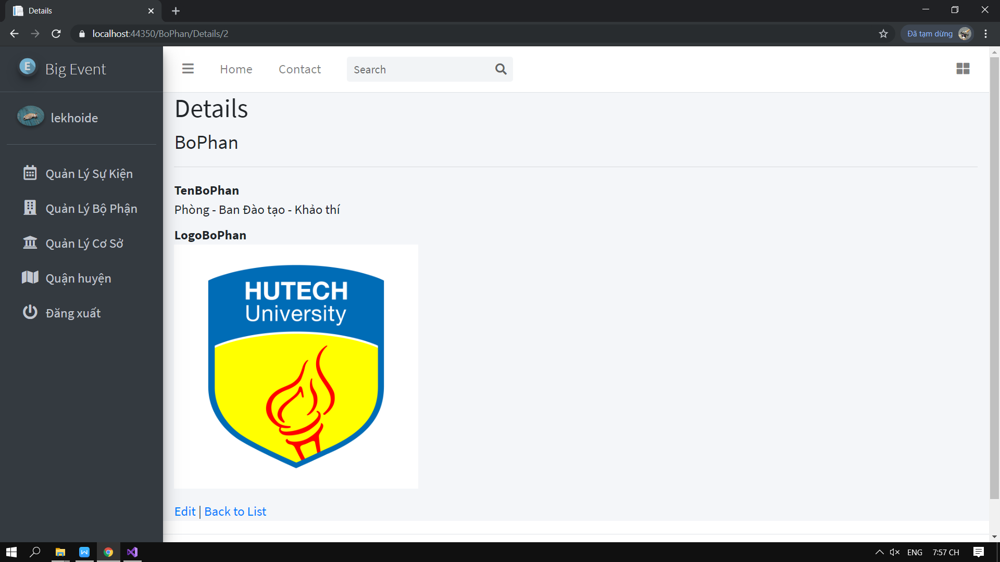 Details
localhost:44350/BoPhan/Details/2
Đã tạm dừng
E
Big Event
Home
Contact
Search
lekhoide
Quản Lý Sự Kiện
Quản Lý Bộ Phận
Quản Lý Cơ Sở
Quận huyện
Đăng xuất
Details
BoPhan
TenBoPhan
Phòng - Ban Đào tạo - Khảo thí
LogoBoPhan
HUTECH
University
Edit | Back to List
W
ENG
7:57 CH